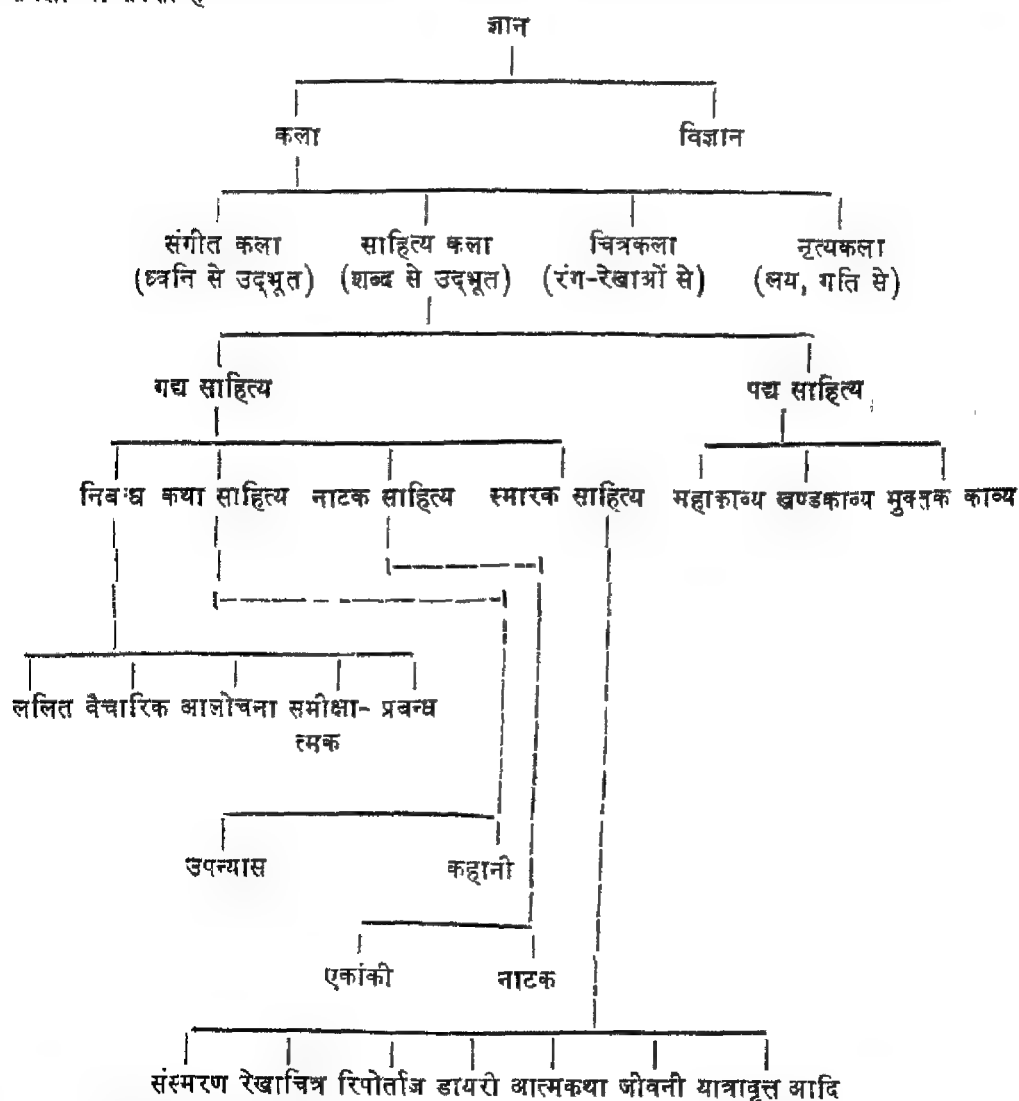 ज्ञान
कला विज्ञान
संगीत कला साहित्य कला चित्रकला नृत्यकला
(ध्वनि से उद्‌भूत) (शब्द से उद्‌भूत) (रंग-रेखाओं से) (लय, गति से)
गद्य साहित्य पद्य साहित्य
निबन्ध कथा साहित्य नाटक साहित्य स्मारक साहित्य महाकाव्य खण्डकाव्य मुक्तक काव्य
ललित वैचारिक आलोचना समीक्षा- प्रबन्ध
त्मक
उपन्यास कहानी
एकांकी नाटक
संस्मरण रेखाचित्र रिपोर्ताज डायरी आत्मकथा जीवनी यात्रावृत्त आदि